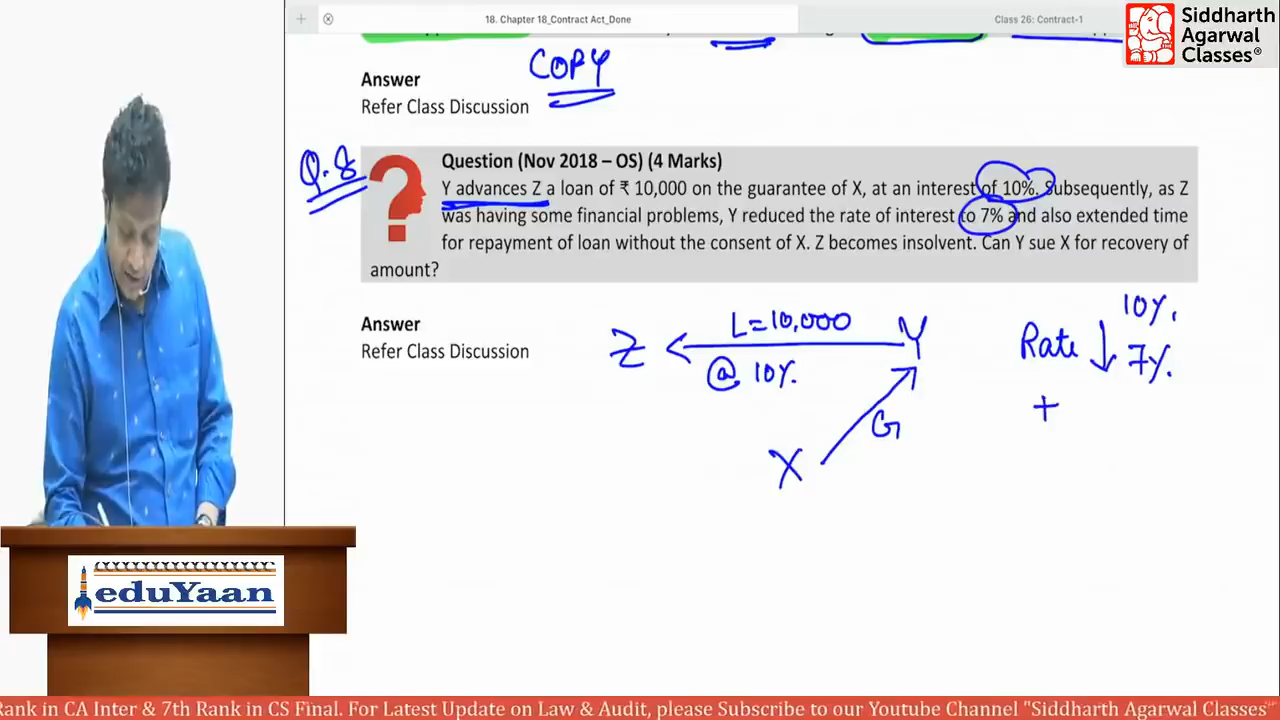 18. Chapter 18_Contract Act_Done
Class 26: Contract-1
Siddharth
Agarwal
Classes®
COPY
Answer
Refer Class Discussion
Q.8
Question (Nov 2018 – OS) (4 Marks)
Y advances Z a loan of ₹ 10,000 on the guarantee of X, at an interest of 10%. Subsequently, as Z
was having some financial problems, Y reduced the rate of interest to 7% and also extended time
for repayment of loan without the consent of X. Z becomes insolvent. Can Y sue X for recovery of
amount?
Answer
Refer Class Discussion
Z L=10,000 Y
@ 10%.
X G
Rate ↓ 10%.
7%.
+
eduYaan
Rank in CA Inter & 7th Rank in CS Final. For Latest Update on Law & Audit, please Subscribe to our Youtube Channel "Siddharth Agarwal Classes"